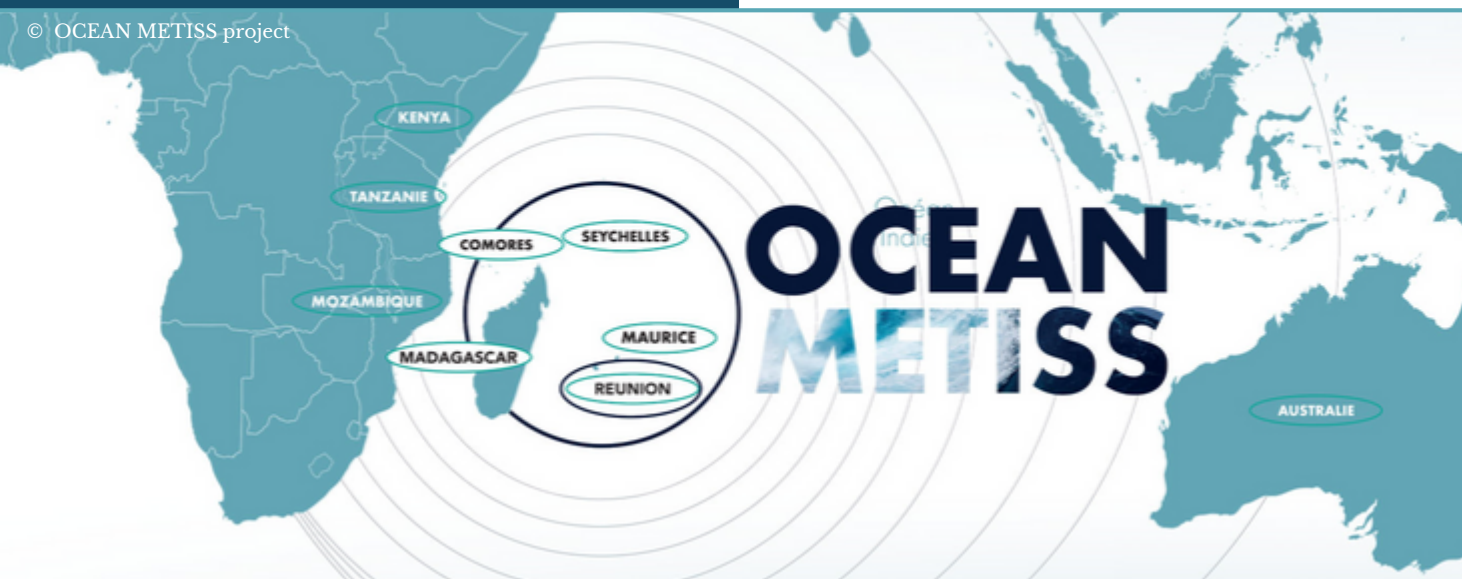 © OCEAN METISS project
KENYA
TANZANIE
COMORES
SEYCHELLES
MOZAMBIQUE
MADAGASCAR
MAURICE
REUNION
OCEAN
METISS
AUSTRALIE